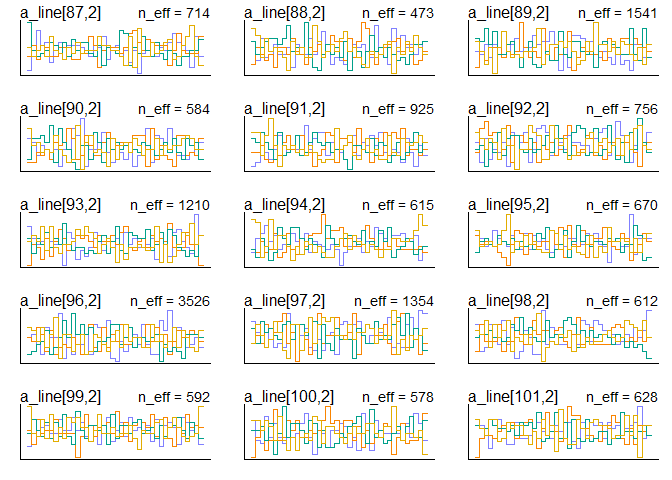 a_line[87,2] n_eff = 714 a_line[88,2] n_eff = 473 a_line[89,2] n_eff = 1541
a_line[90,2] n_eff = 584 a_line[91,2] n_eff = 925 a_line[92,2] n_eff = 756
a_line[93,2] n_eff = 1210 a_line[94,2] n_eff = 615 a_line[95,2] n_eff = 670
a_line[96,2] n_eff = 3526 a_line[97,2] n_eff = 1354 a_line[98,2] n_eff = 612
a_line[99,2] n_eff = 592 a_line[100,2] n_eff = 578 a_line[101,2] n_eff = 628